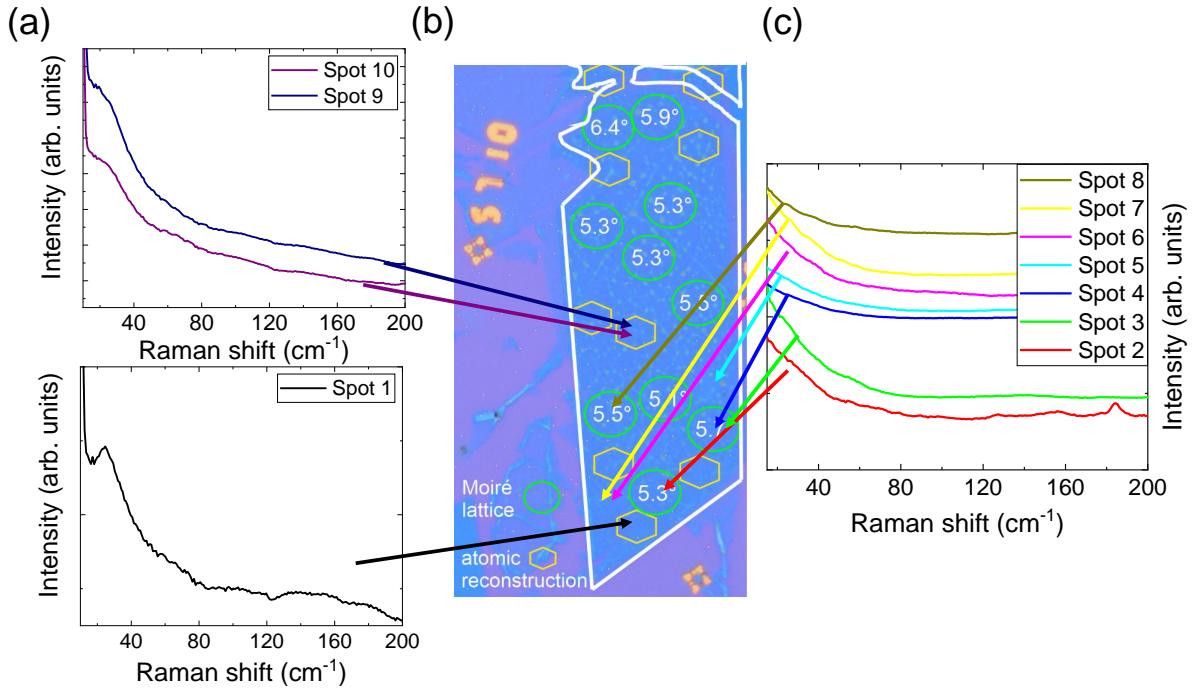 (a)
Intensity (arb. units)
Spot 10
Spot 9
40 80 120 160 200
Raman shift (cm⁻¹)
Intensity (arb. units)
Spot 1
40 80 120 160 200
Raman shift (cm⁻¹)
(b)
6.4°
5.9°
5.3°
5.3°
5.3°
5.5°
5.3°
Moiré
lattice
atomic
reconstruction
(c)
Spot 8
Spot 7
Spot 6
Spot 5
Spot 4
Spot 3
Spot 2
Intensity (arb. units)
40 80 120 160 200
Raman shift (cm⁻¹)